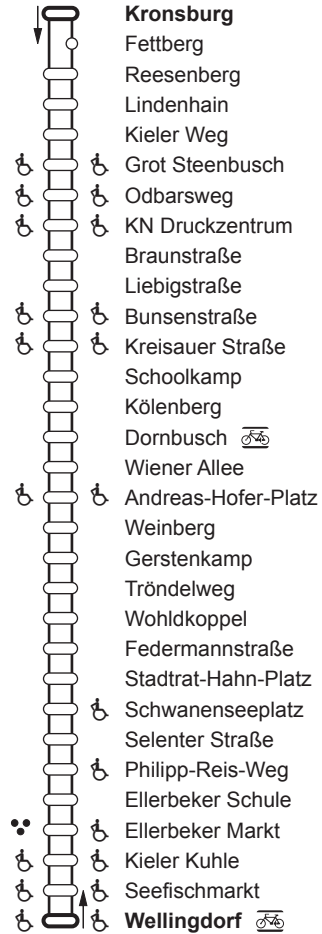 Kronsburg
Fettberg
Reesenberg
Lindenhain
Kieler Weg
Grot Steenbusch
Odbarsweg
KN Druckzentrum
Braunstraße
Liebigstraße
Bunsenstraße
Kreisauer Straße
Schoolkamp
Kölenberg
Dornbusch
Wiener Allee
Andreas-Hofer-Platz
Weinberg
Gerstenkamp
Tröndelweg
Wohldkoppel
Federmannstraße
Stadtrat-Hahn-Platz
Schwanenseeplatz
Selenter Straße
Philipp-Reis-Weg
Ellerbeker Schule
Ellerbeker Markt
Kieler Kuhle
Seefischmarkt
Wellingdorf